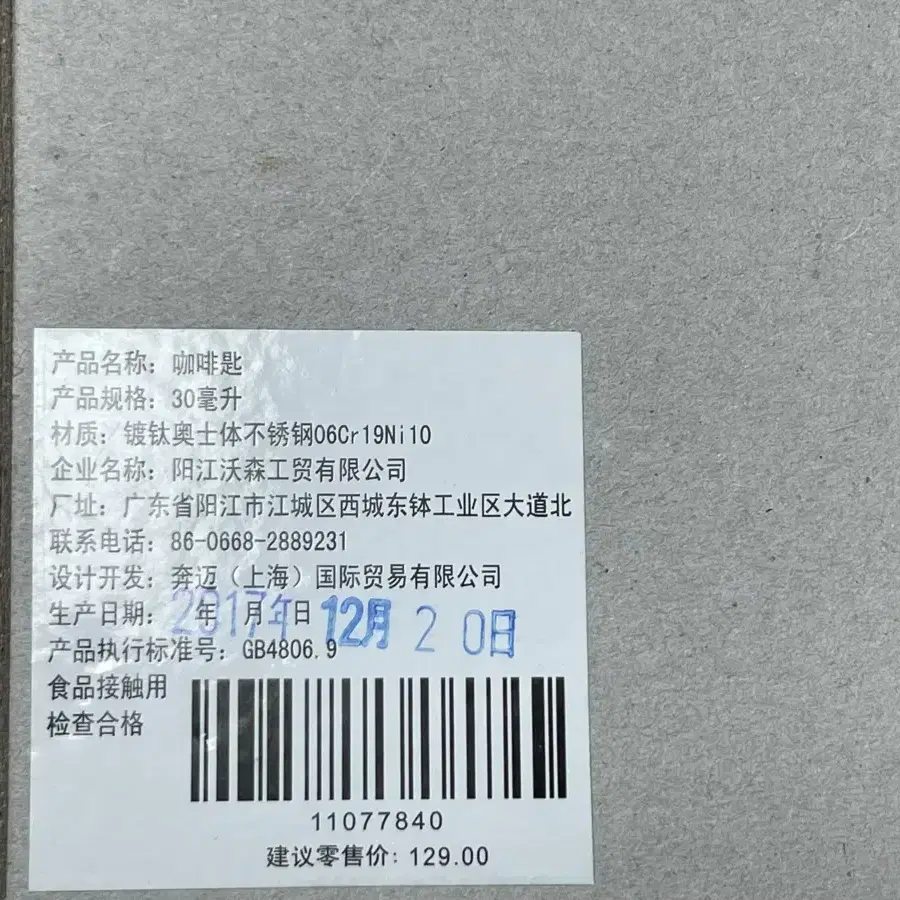 产品名称：咖啡匙
产品规格：30毫升
材质：镀钛奥士体不锈钢06Cr19Ni10
企业名称：阳江沃森工贸有限公司
厂址：广东省阳江市江城区西城东钵工业区大道北
联系电话：86-0668-2889231
设计开发：奔迈（上海）国际贸易有限公司
生产日期：　年　月　日
2017年 12月 20日
产品执行标准号：GB4806.9
食品接触用
检查合格
11077840
建议零售价：129.00